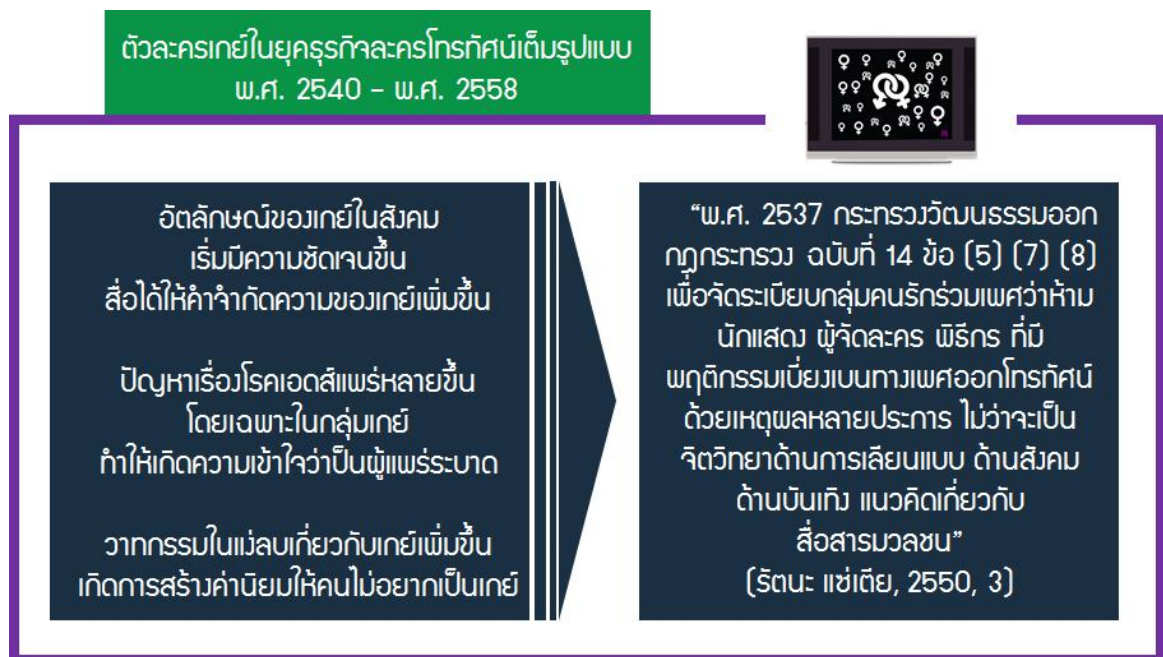 ตัวละครเกย์ในยุคธุรกิจละครโทรทัศน์เต็มรูปแบบ
พ.ศ. 2540 - พ.ศ. 2558
อัตลักษณ์ของเกย์ในสังคม
เริ่มมีความชัดเจนขึ้น
สื่อได้ให้คำจำกัดความของเกย์เพิ่มขึ้น
ปัญหาเรื่องโรคเอดส์แพร่หลายขึ้น
โดยเฉพาะในกลุ่มเกย์
ทำให้เกิดความเข้าใจว่าป็นผู้แพร่ระบาด
วาทกรรมในแง่ลบเกี่ยวกับเกย์เพิ่มขึ้น
เกิดการสร้างค่านิยมให้คนไม่อยากเป็นเกย์
“พ.ศ. 2537 กระทรวงวัฒนธรรมออก
กฎกระทรวง ฉบับที่ 14 ข้อ (5) (7) (8)
เพื่อจัดระเบียบกลุ่มคนรักร่วมเพศว่าห้าม
นักแสดง ผู้จัดละคร พิธีกร ที่มี
พฤติกรรมเบี่ยงเบนทางเพศออกโทรทัศน์
ด้วยเหตุผลหลายประการ ไม่ว่าจะเป็น
จิตวิทยาด้านการเลียนแบบ ด้านสังคม
ด้านบันเทิง แนวคิดเกี่ยวกับ
สื่อสารมวลชน”
(รัตนะ แซ่เตีย, 2550, 3)